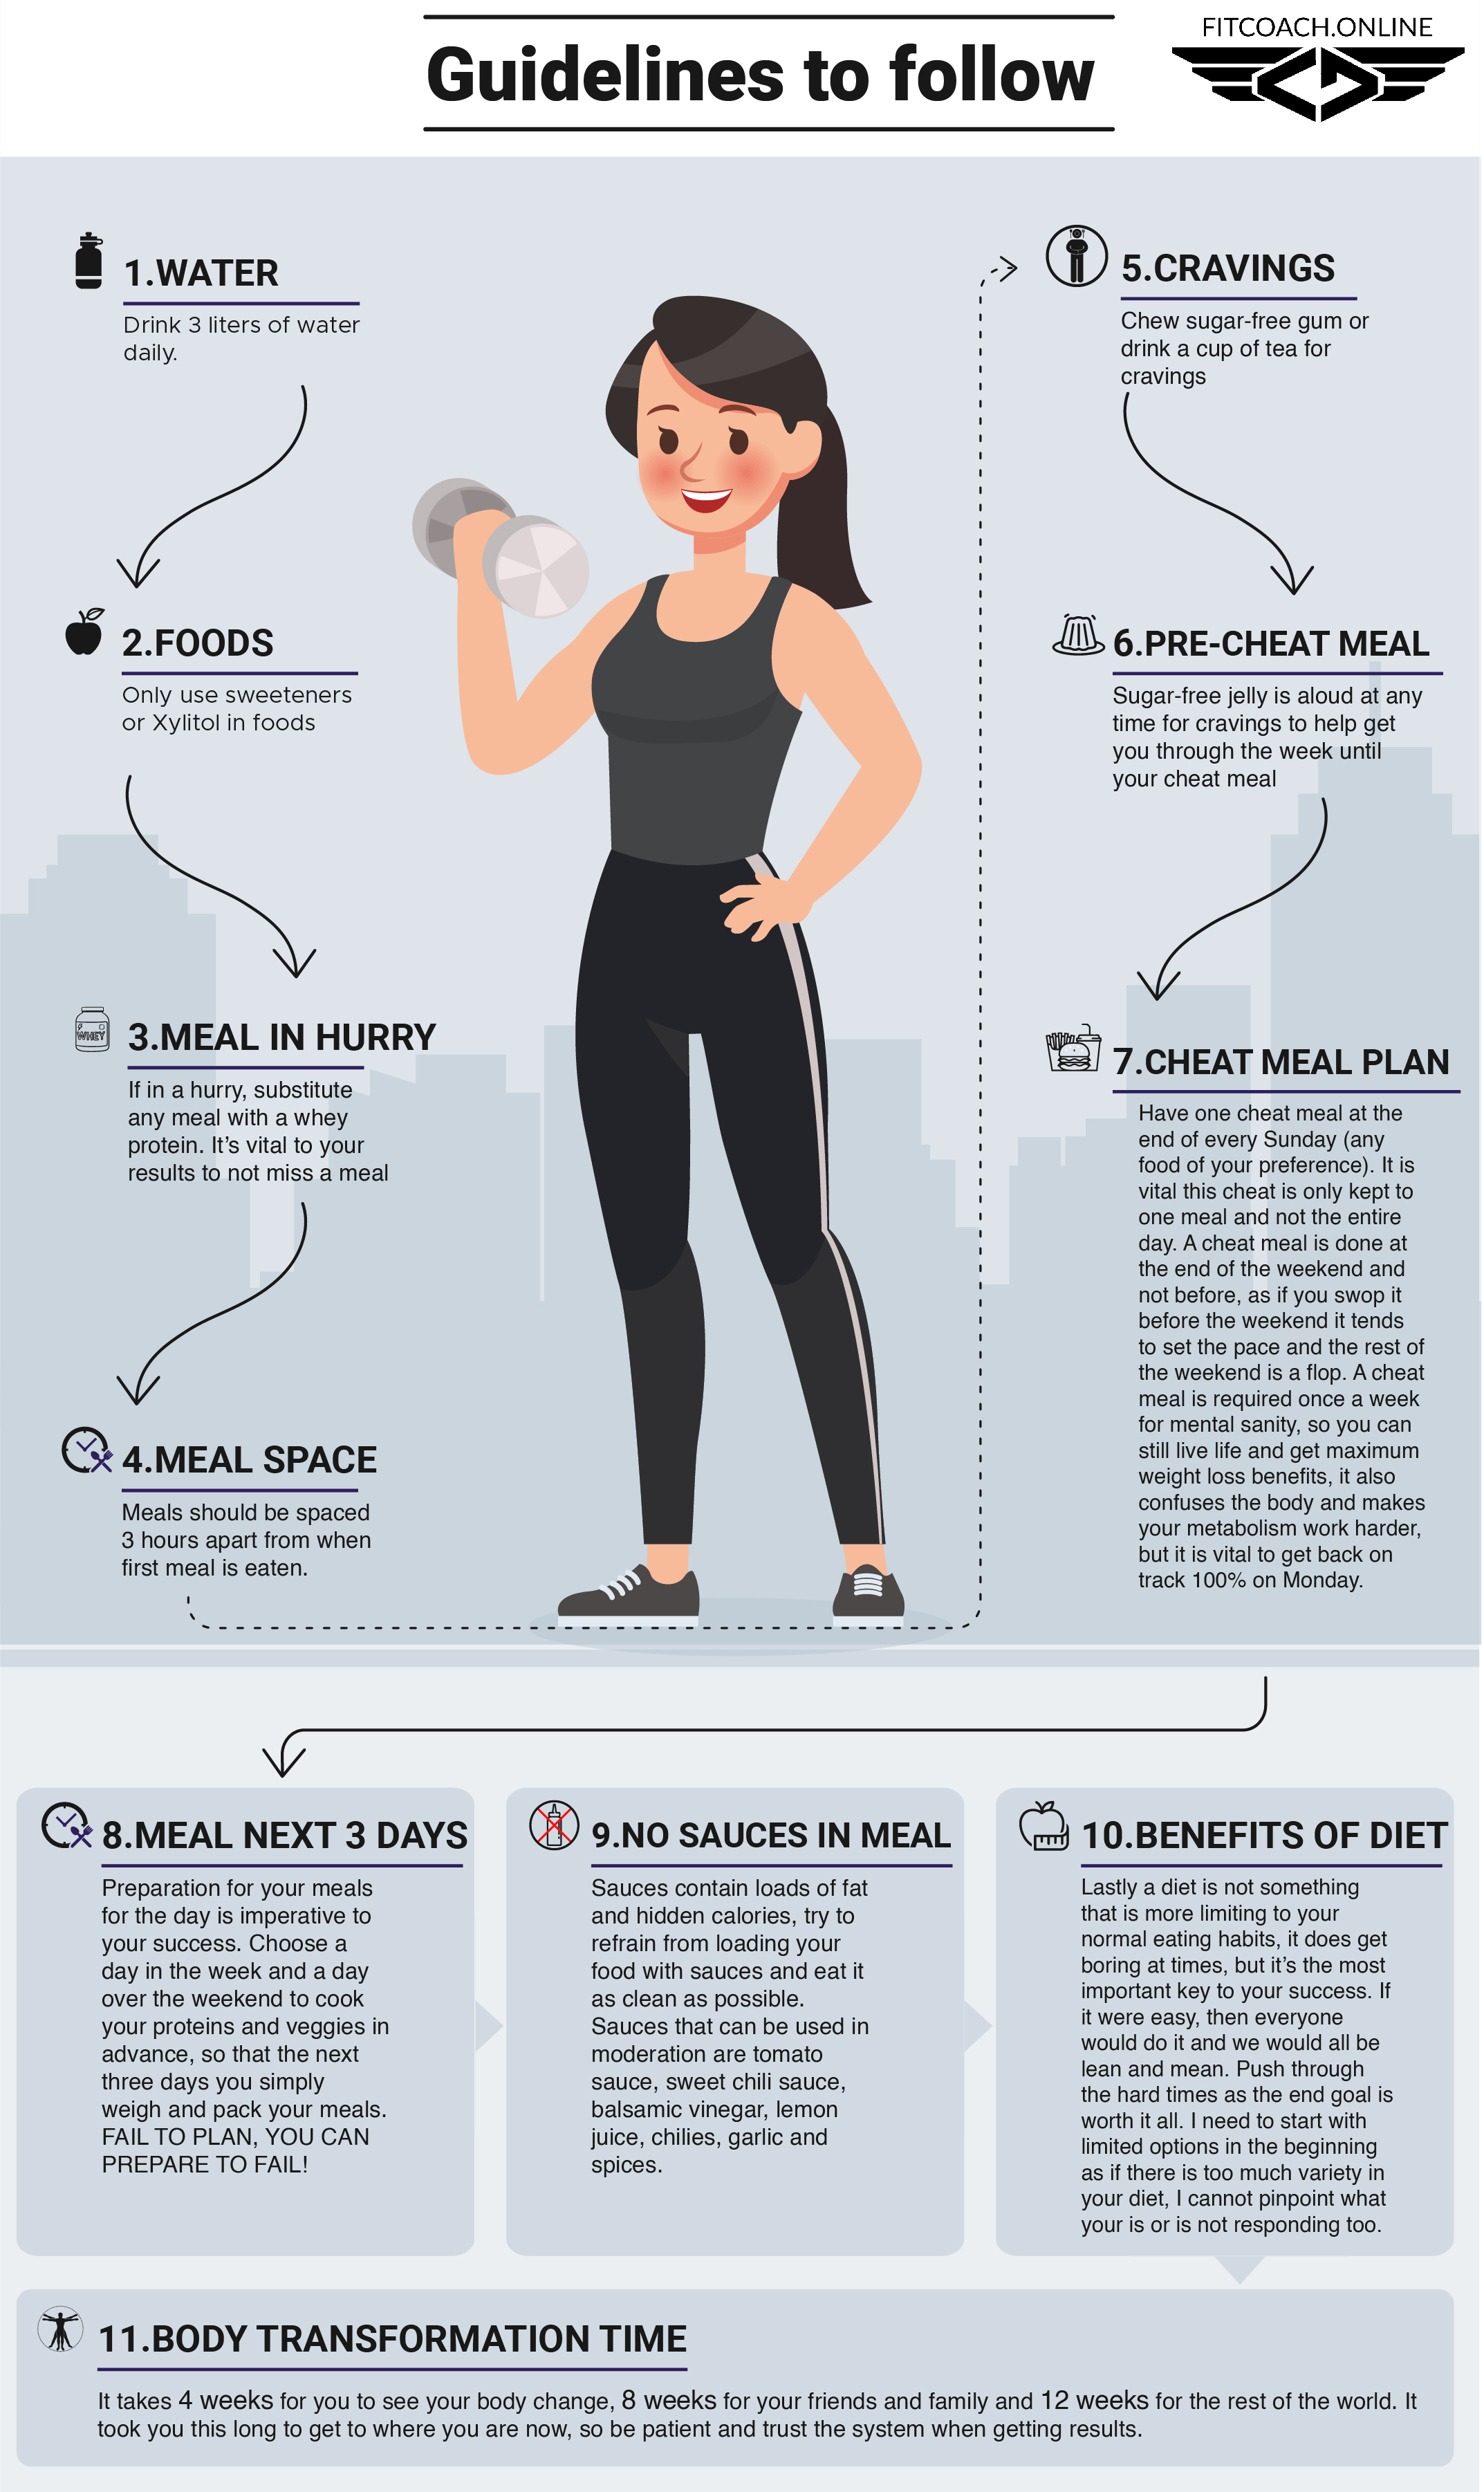 Guidelines to follow
FITCOACH.ONLINE
1.WATER
Drink 3 liters of water
daily.
2.FOODS
Only use sweeteners
or Xylitol in foods
WHEY
3.MEAL IN HURRY
If in a hurry, substitute
any meal with a whey
protein. It's vital to your
results to not miss a meal
4.MEAL SPACE
Meals should be spaced
3 hours apart from when
first meal is eaten.
5.CRAVINGS
Chew sugar-free gum or
drink a cup of tea for
cravings
6.PRE-CHEAT MEAL
Sugar-free jelly is aloud at any
time for cravings to help get
you through the week until
your cheat meal
7.CHEAT MEAL PLAN
Have one cheat meal at the
end of every Sunday (any
food of your preference). It is
vital this cheat is only kept to
one meal and not the entire
day. A cheat meal is done at
the end of the weekend and
not before, as if you swop it
before the weekend it tends
to set the pace and the rest of
the weekend is a flop. A cheat
meal is required once a week
for mental sanity, so you can
still live life and get maximum
weight loss benefits, it also
confuses the body and makes
your metabolism work harder,
but it is vital to get back on
track 100% on Monday.
8.MEAL NEXT 3 DAYS
Preparation for your meals
for the day is imperative to
your success. Choose a
day in the week and a day
over the weekend to cook
your proteins and veggies in
advance, so that the next
three days you simply
weigh and pack your meals.
FAIL TO PLAN, YOU CAN
PREPARE TO FAIL!
9.NO SAUCES IN MEAL
Sauces contain loads of fat
and hidden calories, try to
refrain from loading your
food with sauces and eat it
as clean as possible.
Sauces that can be used in
moderation are tomato
sauce, sweet chili sauce,
balsamic vinegar, lemon
juice, chilies, garlic and
spices.
10.BENEFITS OF DIET
Lastly a diet is not something
that is more limiting to your
normal eating habits, it does get
boring at times, but it's the most
important key to your success. If
it were easy, then everyone
would do it and we would all be
lean and mean. Push through
the hard times as the end goal is
worth it all. I need to start with
limited options in the beginning
as if there is too much variety in
your diet, I cannot pinpoint what
your is or is not responding too.
11.BODY TRANSFORMATION TIME
It takes 4 weeks for you to see your body change, 8 weeks for your friends and family and 12 weeks for the rest of the world. It
took you this long to get to where you are now, so be patient and trust the system when getting results.